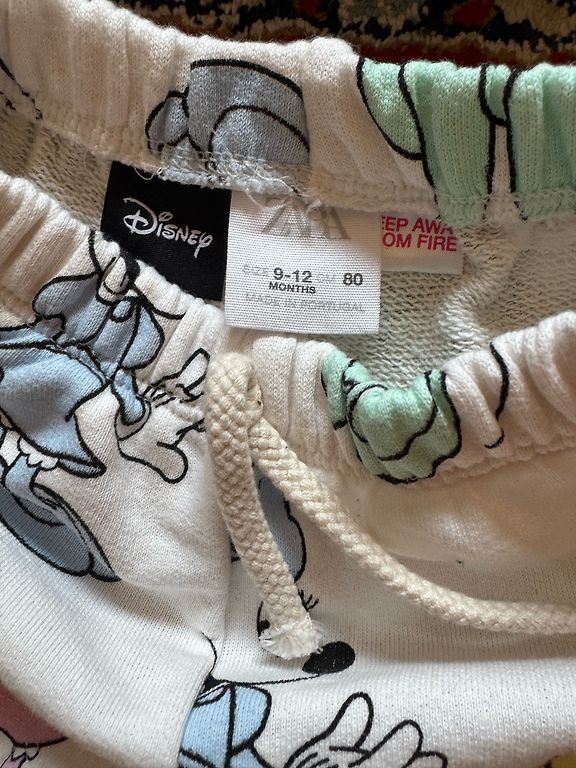 Disney
ZARA
EEP AWA
OM FIRE
SIZE 9-12 CM 80
MONTHS
MADE IN PORTUGAL